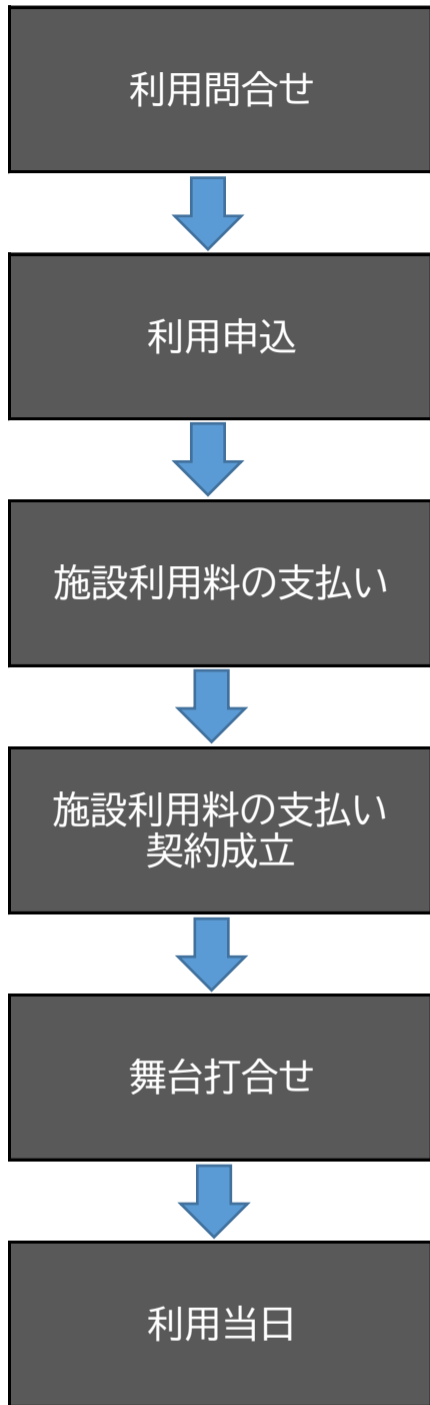 利用問合せ
利用申込
施設利用料の支払い
施設利用料の支払い
契約成立
舞台打合せ
利用当日